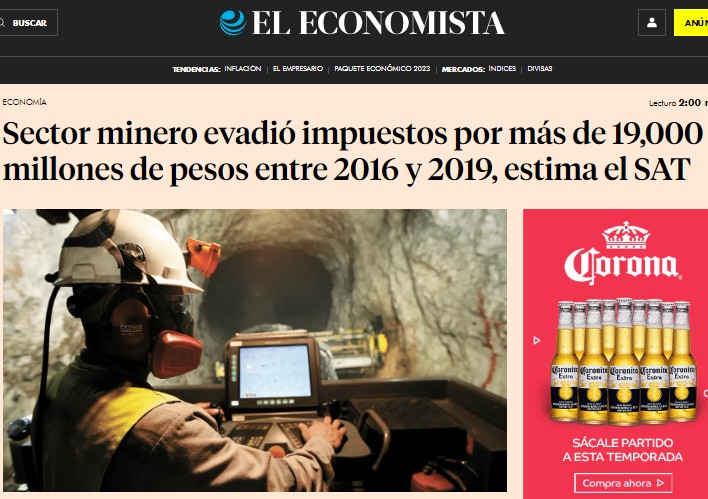 BUSCAR
EL ECONOMISTA
TENDENCIAS: INFLACIÓN | EL EMPRESARIO | PAQUETE ECONÓMICO 2023 | MERCADOS: ÍNDICES | DIVISAS
ECONOMÍA
Lectura 2:00
Sector minero evadió impuestos por más de 19,000
millones de pesos entre 2016 y 2019, estima el SAT
MSA
Corona
Coronita
Extra
SÁCALE PARTIDO
A ESTA TEMPORADA
Compra ahora